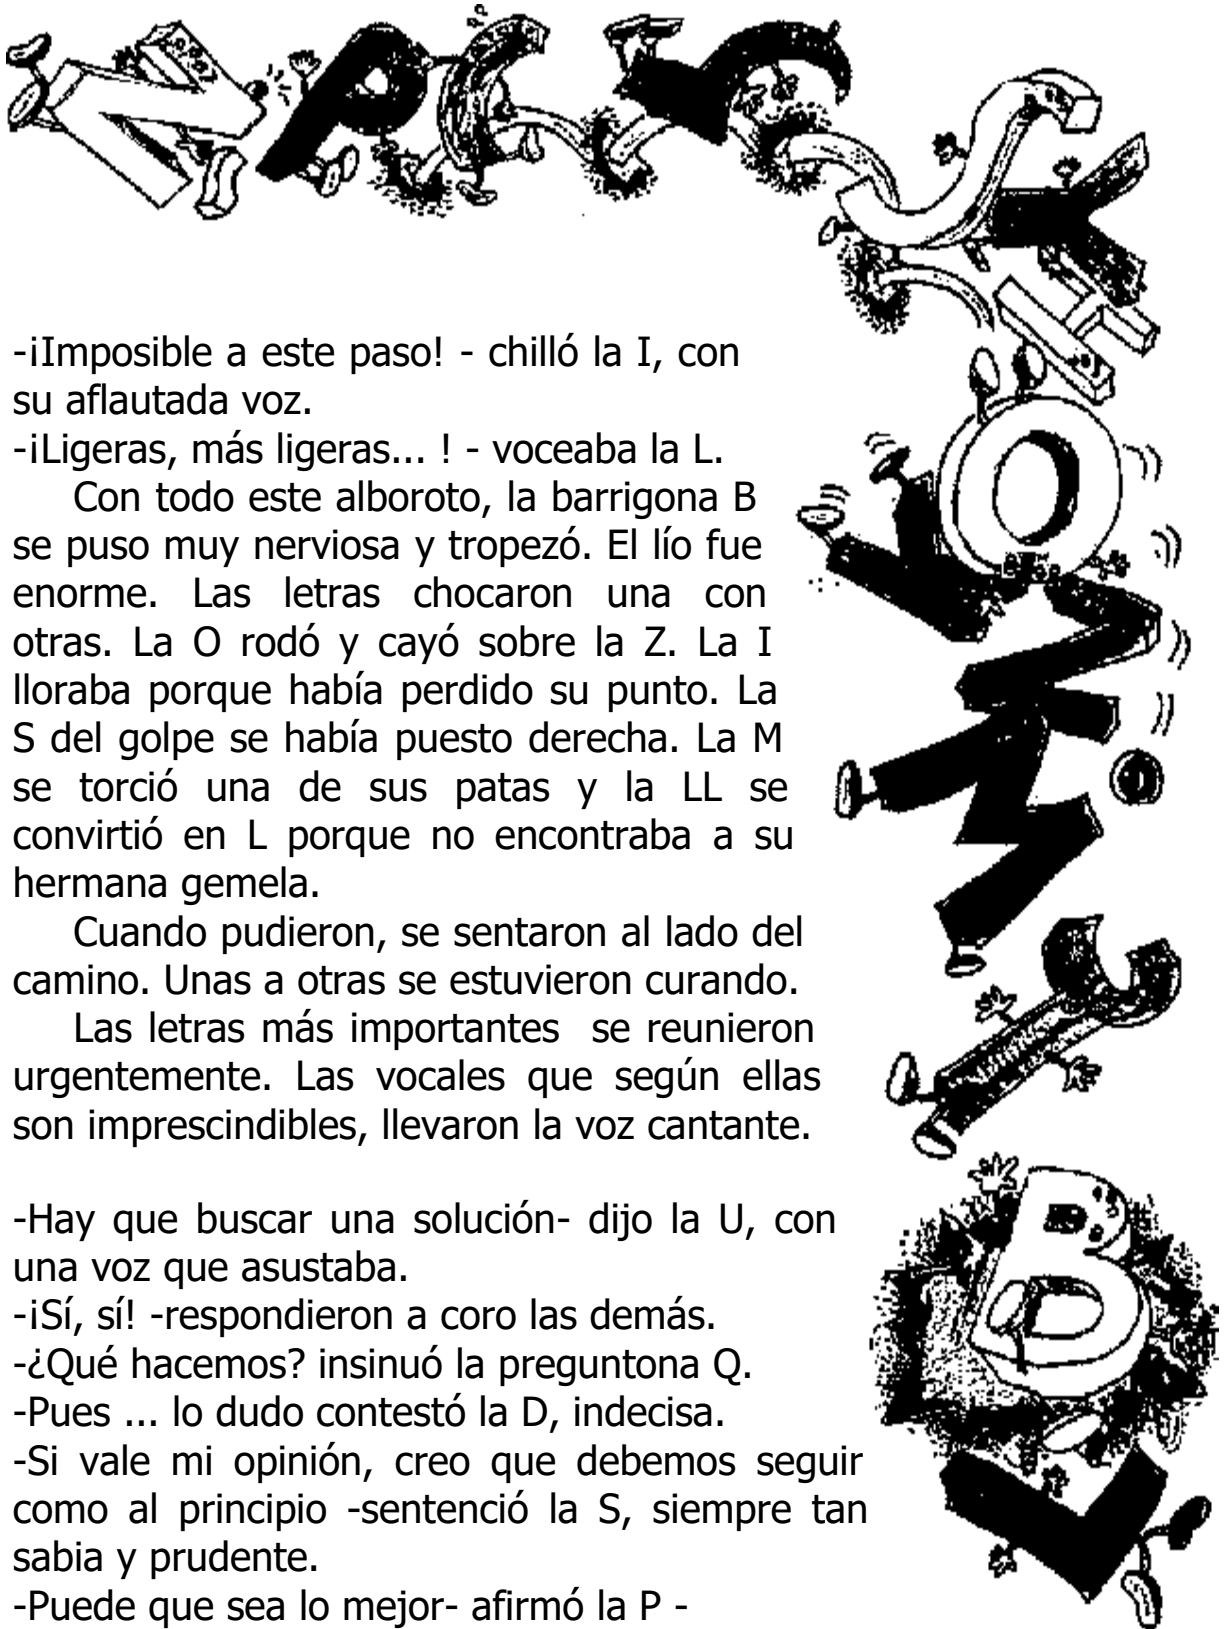 -¡Imposible a este paso! - chilló la I, con
su aflautada voz.
-¡Ligeras, más ligeras... ! - voceaba la L.
Con todo este alboroto, la barrigona B
se puso muy nerviosa y tropezó. El lío fue
enorme. Las letras chocaron una con
otras. La O rodó y cayó sobre la Z. La I
lloraba porque había perdido su punto. La
S del golpe se había puesto derecha. La M
se torció una de sus patas y la LL se
convirtió en L porque no encontraba a su
hermana gemela.
Cuando pudieron, se sentaron al lado del
camino. Unas a otras se estuvieron curando.
Las letras más importantes se reunieron
urgentemente. Las vocales que según ellas
son imprescindibles, llevaron la voz cantante.
-Hay que buscar una solución- dijo la U, con
una voz que asustaba.
-¡Sí, sí! -respondieron a coro las demás.
-¿Qué hacemos? insinuó la preguntona Q.
-Pues ... lo dudo contestó la D, indecisa.
-Si vale mi opinión, creo que debemos seguir
como al principio -sentenció la S, siempre tan
sabia y prudente.
-Puede que sea lo mejor- afirmó la P -